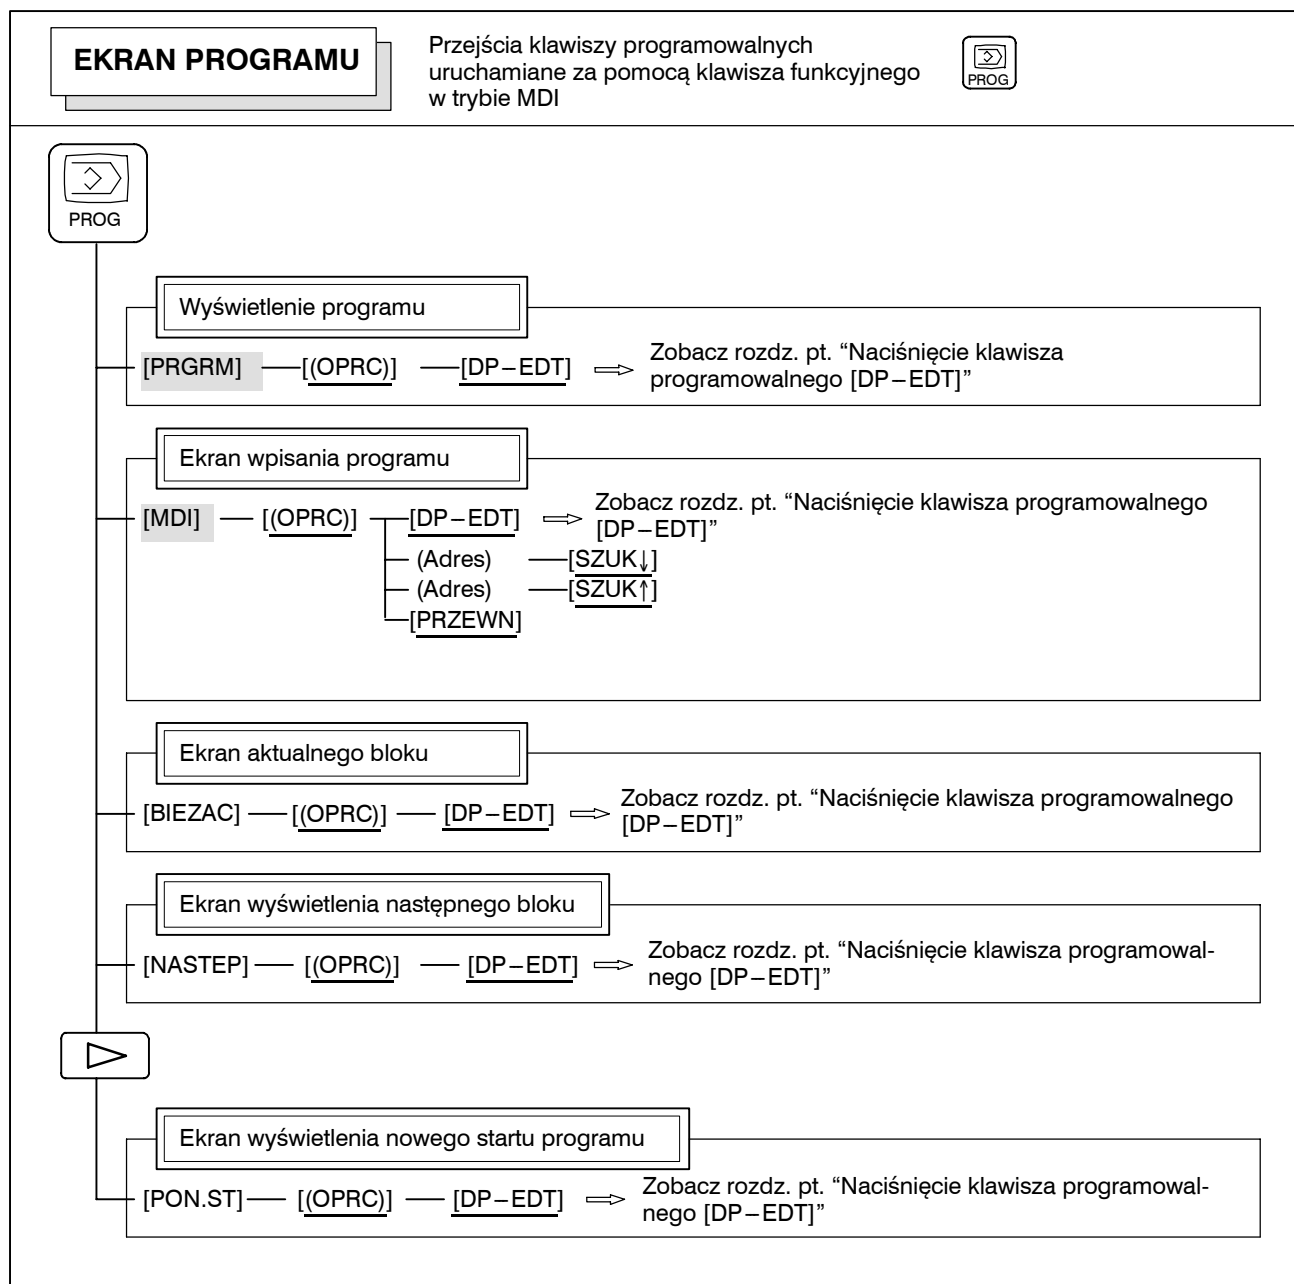 EKRAN PROGRAMU
Przejścia klawiszy programowalnych
uruchamiane za pomocą klawisza funkcyjnego
w trybie MDI
PROG
PROG
Wyświetlenie programu
[PRGRM] [(OPRC)] [DP–EDT] Zobacz rozdz. pt. “Naciśnięcie klawisza
programowalnego [DP–EDT]”
Ekran wpisania programu
[MDI] [(OPRC)] [DP–EDT] Zobacz rozdz. pt. “Naciśnięcie klawisza programowalnego
[DP–EDT]”
(Adres) [SZUK↓]
(Adres) [SZUK↑]
[PRZEWN]
Ekran aktualnego bloku
[BIEZAC] [(OPRC)] [DP–EDT] Zobacz rozdz. pt. “Naciśnięcie klawisza programowalnego
[DP–EDT]”
Ekran wyświetlenia następnego bloku
[NASTEP] [(OPRC)] [DP–EDT] Zobacz rozdz. pt. “Naciśnięcie klawisza programowal-
nego [DP–EDT]”
Ekran wyświetlenia nowego startu programu
[PON.ST] [(OPRC)] [DP–EDT] Zobacz rozdz. pt. “Naciśnięcie klawisza programowal-
nego [DP–EDT]”